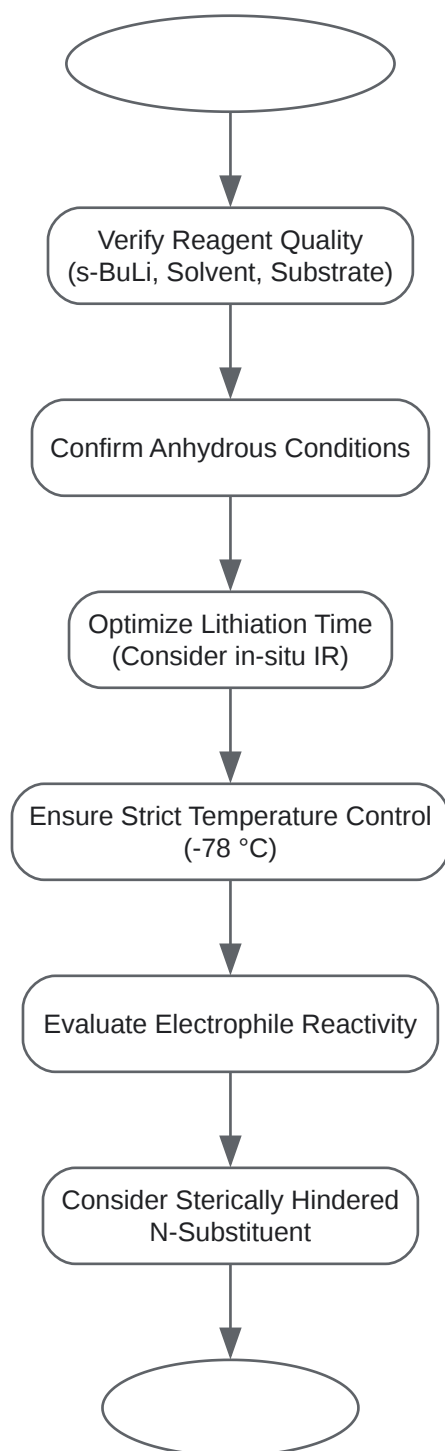 Verify Reagent Quality
(s-BuLi, Solvent, Substrate)
Confirm Anhydrous Conditions
Optimize Lithiation Time
(Consider in-situ IR)
Ensure Strict Temperature Control
(-78 °C)
Evaluate Electrophile Reactivity
Consider Sterically Hindered
N-Substituent